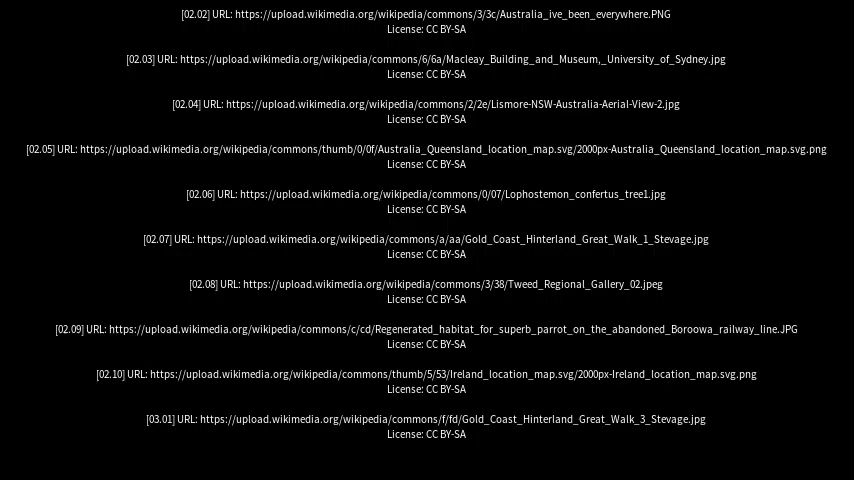 [02.02] URL: https://upload.wikimedia.org/wikipedia/commons/3/3c/Australia_ive_been_everywhere.PNG
License: CC BY-SA
[02.03] URL: https://upload.wikimedia.org/wikipedia/commons/6/6a/Macleay_Building_and_Museum,_University_of_Sydney.jpg
License: CC BY-SA
[02.04] URL: https://upload.wikimedia.org/wikipedia/commons/2/2e/Lismore-NSW-Australia-Aerial-View-2.jpg
License: CC BY-SA
[02.05] URL: https://upload.wikimedia.org/wikipedia/commons/thumb/0/0f/Australia_Queensland_location_map.svg/2000px-Australia_Queensland_location_map.svg.png
License: CC BY-SA
[02.06] URL: https://upload.wikimedia.org/wikipedia/commons/0/07/Lophostemon_confertus_tree1.jpg
License: CC BY-SA
[02.07] URL: https://upload.wikimedia.org/wikipedia/commons/a/aa/Gold_Coast_Hinterland_Great_Walk_1_Stevage.jpg
License: CC BY-SA
[02.08] URL: https://upload.wikimedia.org/wikipedia/commons/3/38/Tweed_Regional_Gallery_02.jpeg
License: CC BY-SA
[02.09] URL: https://upload.wikimedia.org/wikipedia/commons/c/cd/Regenerated_habitat_for_superb_parrot_on_the_abandoned_Boroowa_railway_line.JPG
License: CC BY-SA
[02.10] URL: https://upload.wikimedia.org/wikipedia/commons/thumb/5/53/Ireland_location_map.svg/2000px-Ireland_location_map.svg.png
License: CC BY-SA
[03.01] URL: https://upload.wikimedia.org/wikipedia/commons/f/fd/Gold_Coast_Hinterland_Great_Walk_3_Stevage.jpg
License: CC BY-SA